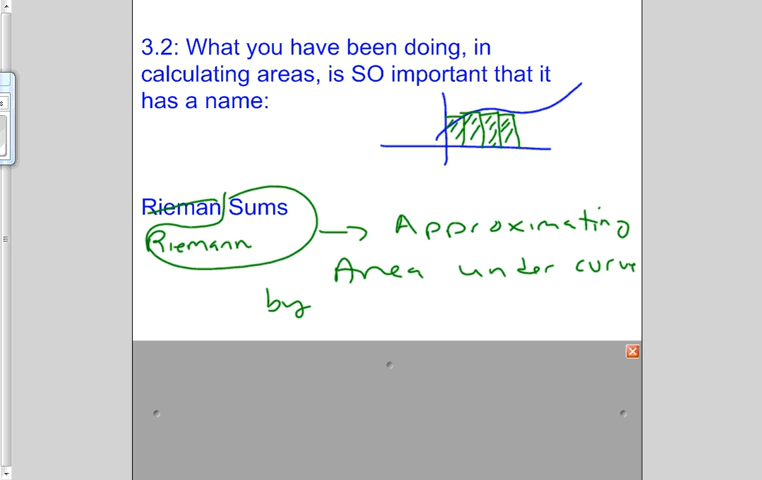 3.2: What you have been doing, in
calculating areas, is SO important that it
has a name:
Rieman Sums
Riemann
Approximating
Area under curve
by